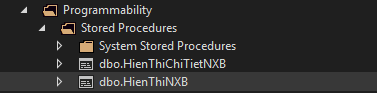 Programmability
Stored Procedures
System Stored Procedures
dbo.HienThiChiTietNXB
dbo.HienThiNXB